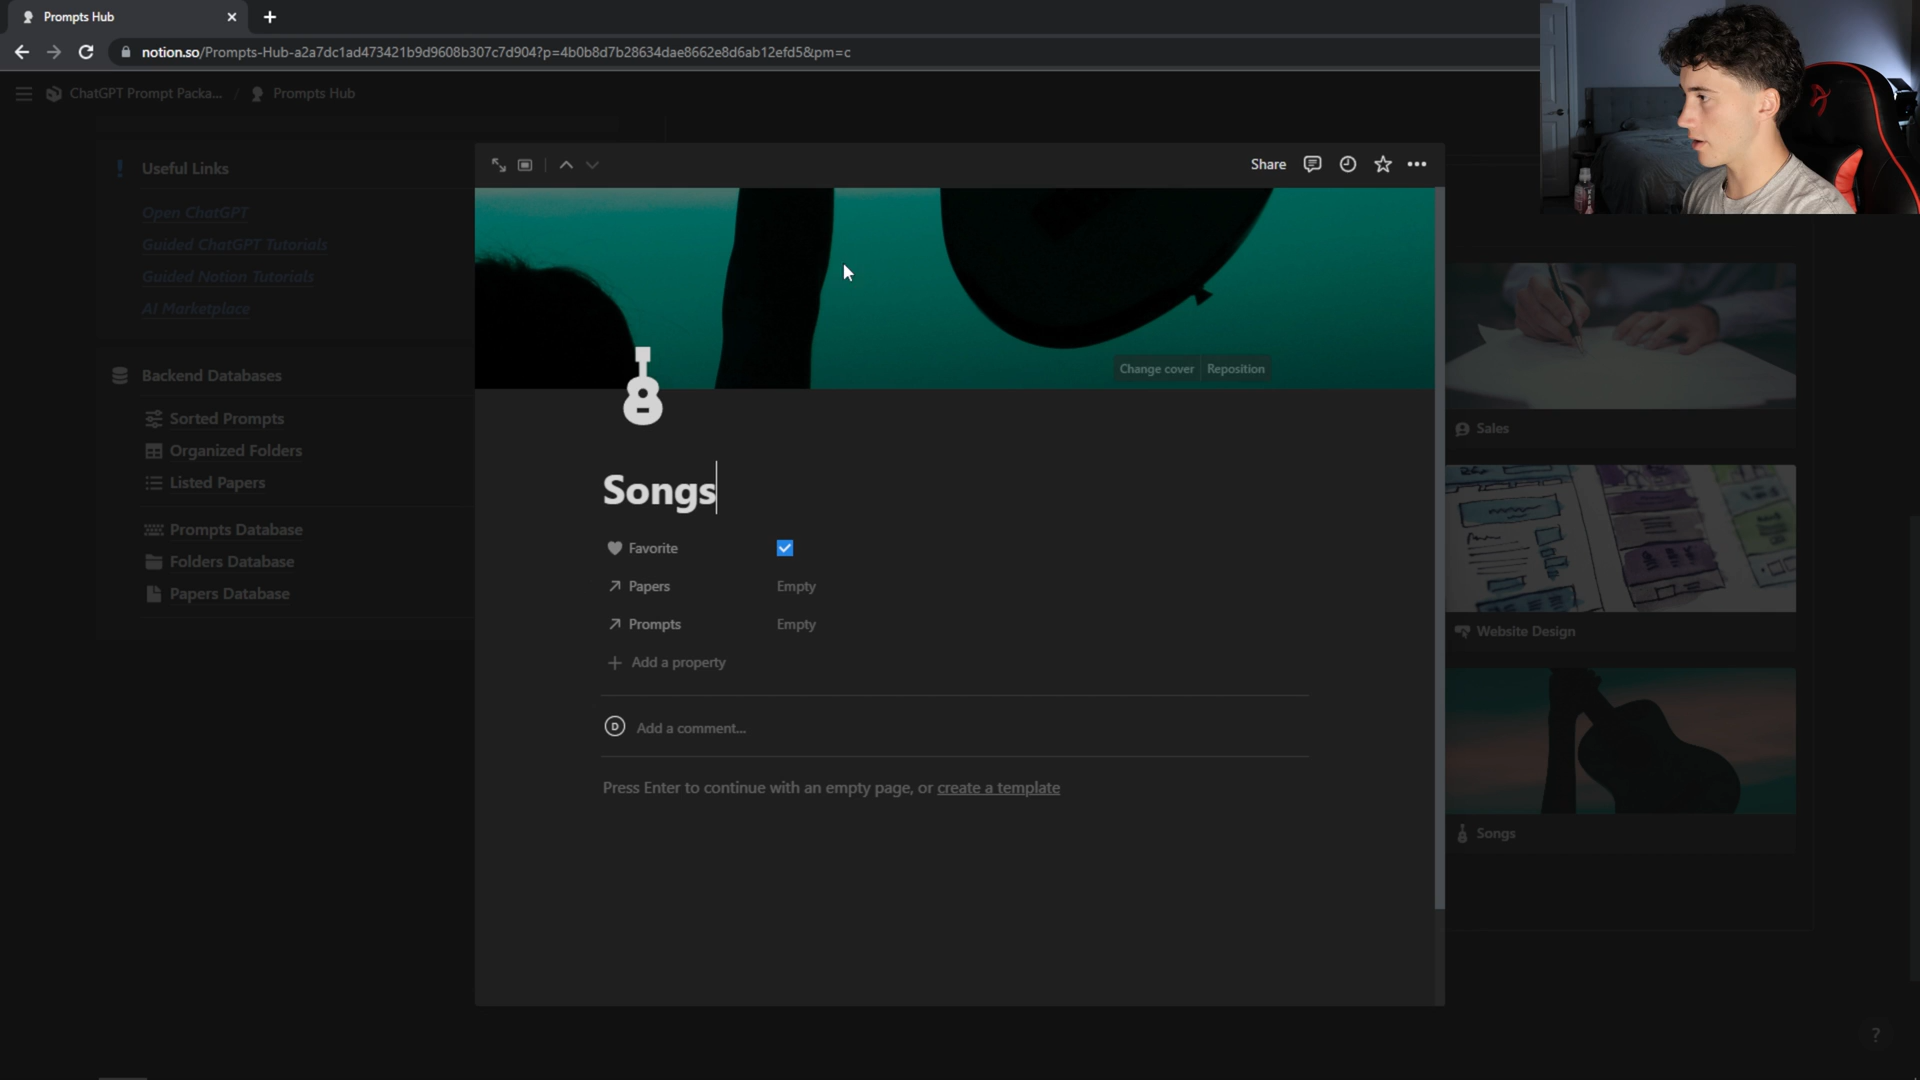 Prompts Hub
notion.so/Prompts-Hub-a2a7dc1ad473421b9d9608b307c7d904?p=4b0b8d7b28634dae8662e8d6ab12efd5&pm=c
ChatGPT Prompt Packa... / Prompts Hub
Useful Links
Open ChatGPT
Guided ChatGPT Tutorials
Guided Notion Tutorials
AI Marketplace
Backend Databases
Sorted Prompts
Organized Folders
Listed Papers
Prompts Database
Folders Database
Papers Database
Share
Change cover
Reposition
Songs
Favorite
Papers Empty
Prompts Empty
Add a property
D
Add a comment...
Press Enter to continue with an empty page, or create a template
Sales
Website Design
Songs
?